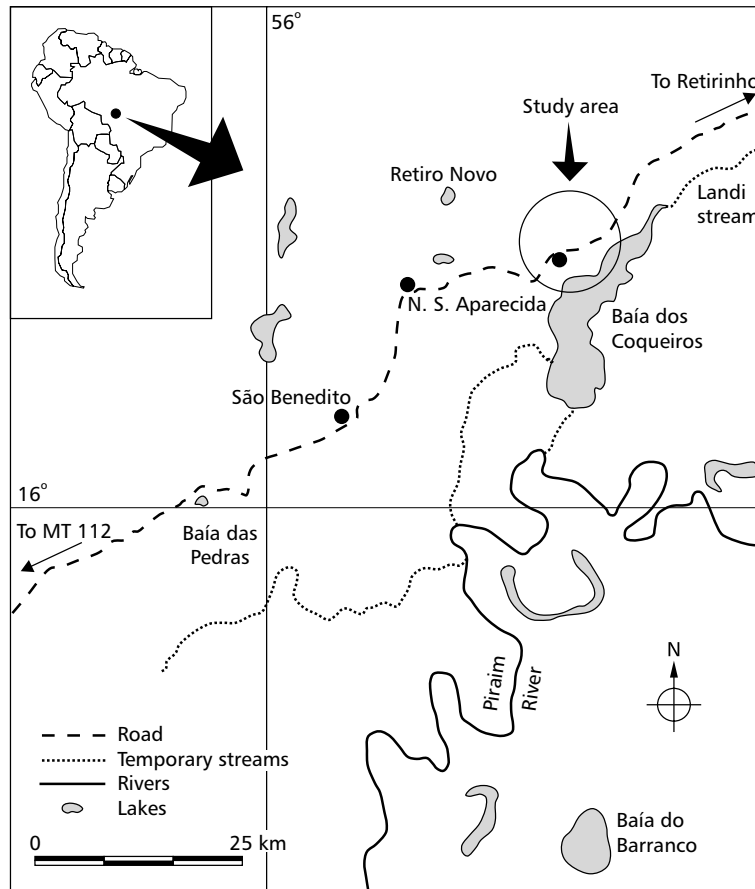 56°
To Retirinho
Study area
Retiro Novo
Landi
stream
N. S. Aparecida
Baía dos
Coqueiros
São Benedito
16°
To MT 112
Baía das
Pedras
Piraim
River
N
Road
Temporary streams
Rivers
Lakes
0 25 km
Baía do
Barranco